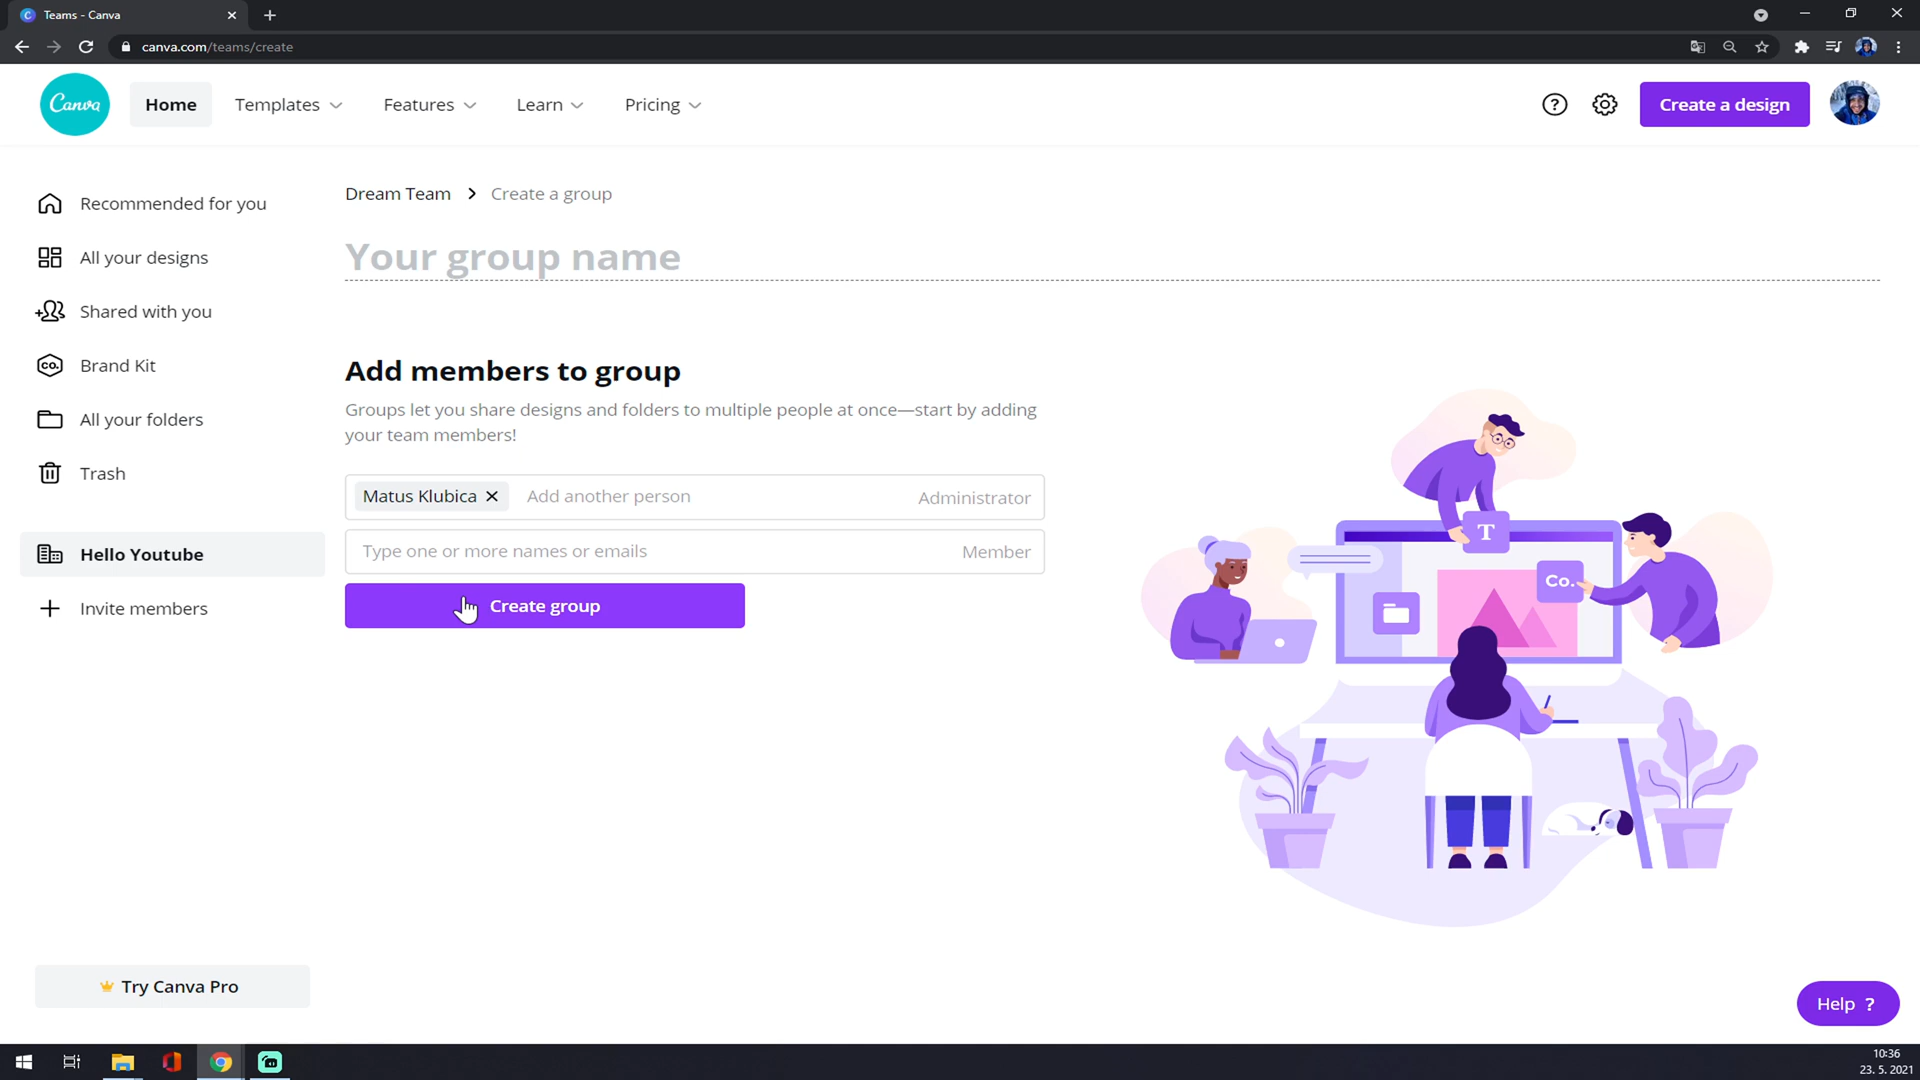 Teams - Canva
canva.com/teams/create
Canva
Home
Templates
Features
Learn
Pricing
Create a design
Recommended for you
All your designs
Shared with you
Brand Kit
All your folders
Trash
Hello Youtube
Invite members
Try Canva Pro
Dream Team > Create a group
Your group name
Add members to group
Groups let you share designs and folders to multiple people at once—start by adding
your team members!
Matus Klubica Add another person Administrator
Type one or more names or emails Member
Create group
T
Co.
Help ?
10:36
23. 5. 2021